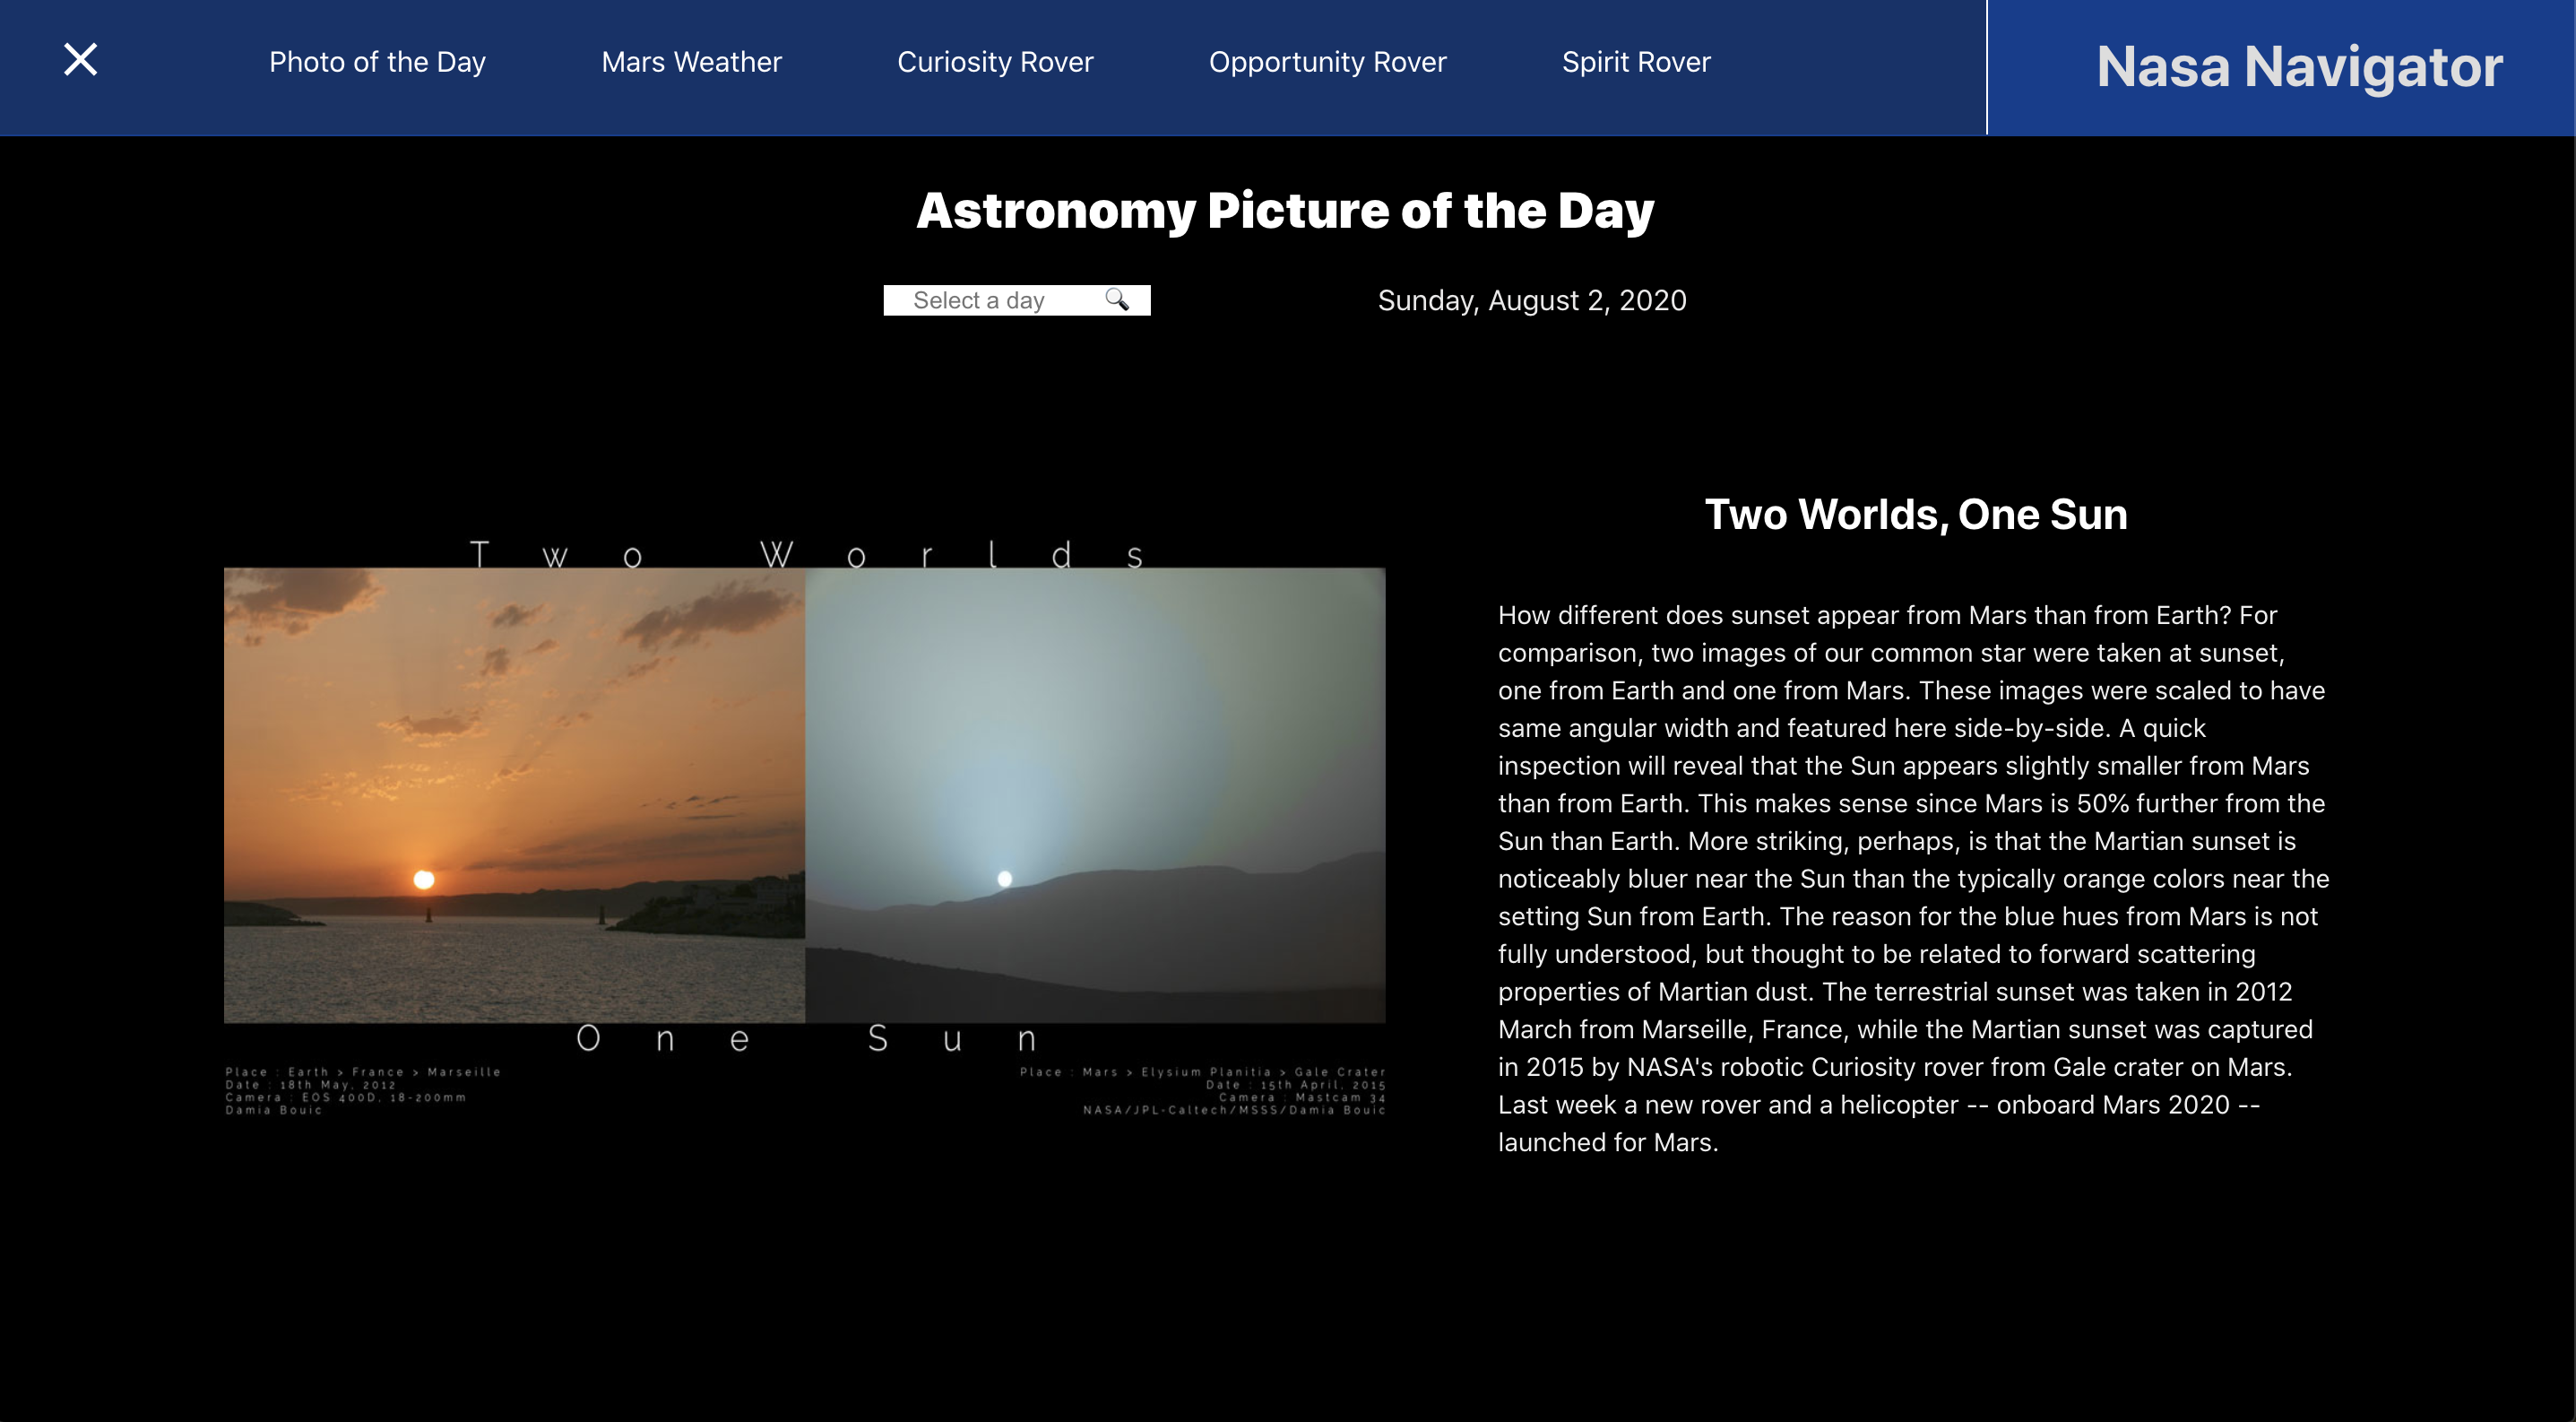 Photo of the Day Mars Weather Curiosity Rover Opportunity Rover Spirit Rover Nasa Navigator
Astronomy Picture of the Day
Select a day Sunday, August 2, 2020
Two Worlds
One Sun
Place : Earth > France > Marseille
Date : 18th May, 2012
Camera : EOS 400D, 18-200mm
Damia Bouic
Place : Mars > Elysium Planitia > Gale Crater
Date : 15th April, 2015
Camera : Mastcam 34
NASA/JPL-Caltech/MSSS/Damia Bouic
Two Worlds, One Sun
How different does sunset appear from Mars than from Earth? For
comparison, two images of our common star were taken at sunset,
one from Earth and one from Mars. These images were scaled to have
same angular width and featured here side-by-side. A quick
inspection will reveal that the Sun appears slightly smaller from Mars
than from Earth. This makes sense since Mars is 50% further from the
Sun than Earth. More striking, perhaps, is that the Martian sunset is
noticeably bluer near the Sun than the typically orange colors near the
setting Sun from Earth. The reason for the blue hues from Mars is not
fully understood, but thought to be related to forward scattering
properties of Martian dust. The terrestrial sunset was taken in 2012
March from Marseille, France, while the Martian sunset was captured
in 2015 by NASA's robotic Curiosity rover from Gale crater on Mars.
Last week a new rover and a helicopter -- onboard Mars 2020 --
launched for Mars.